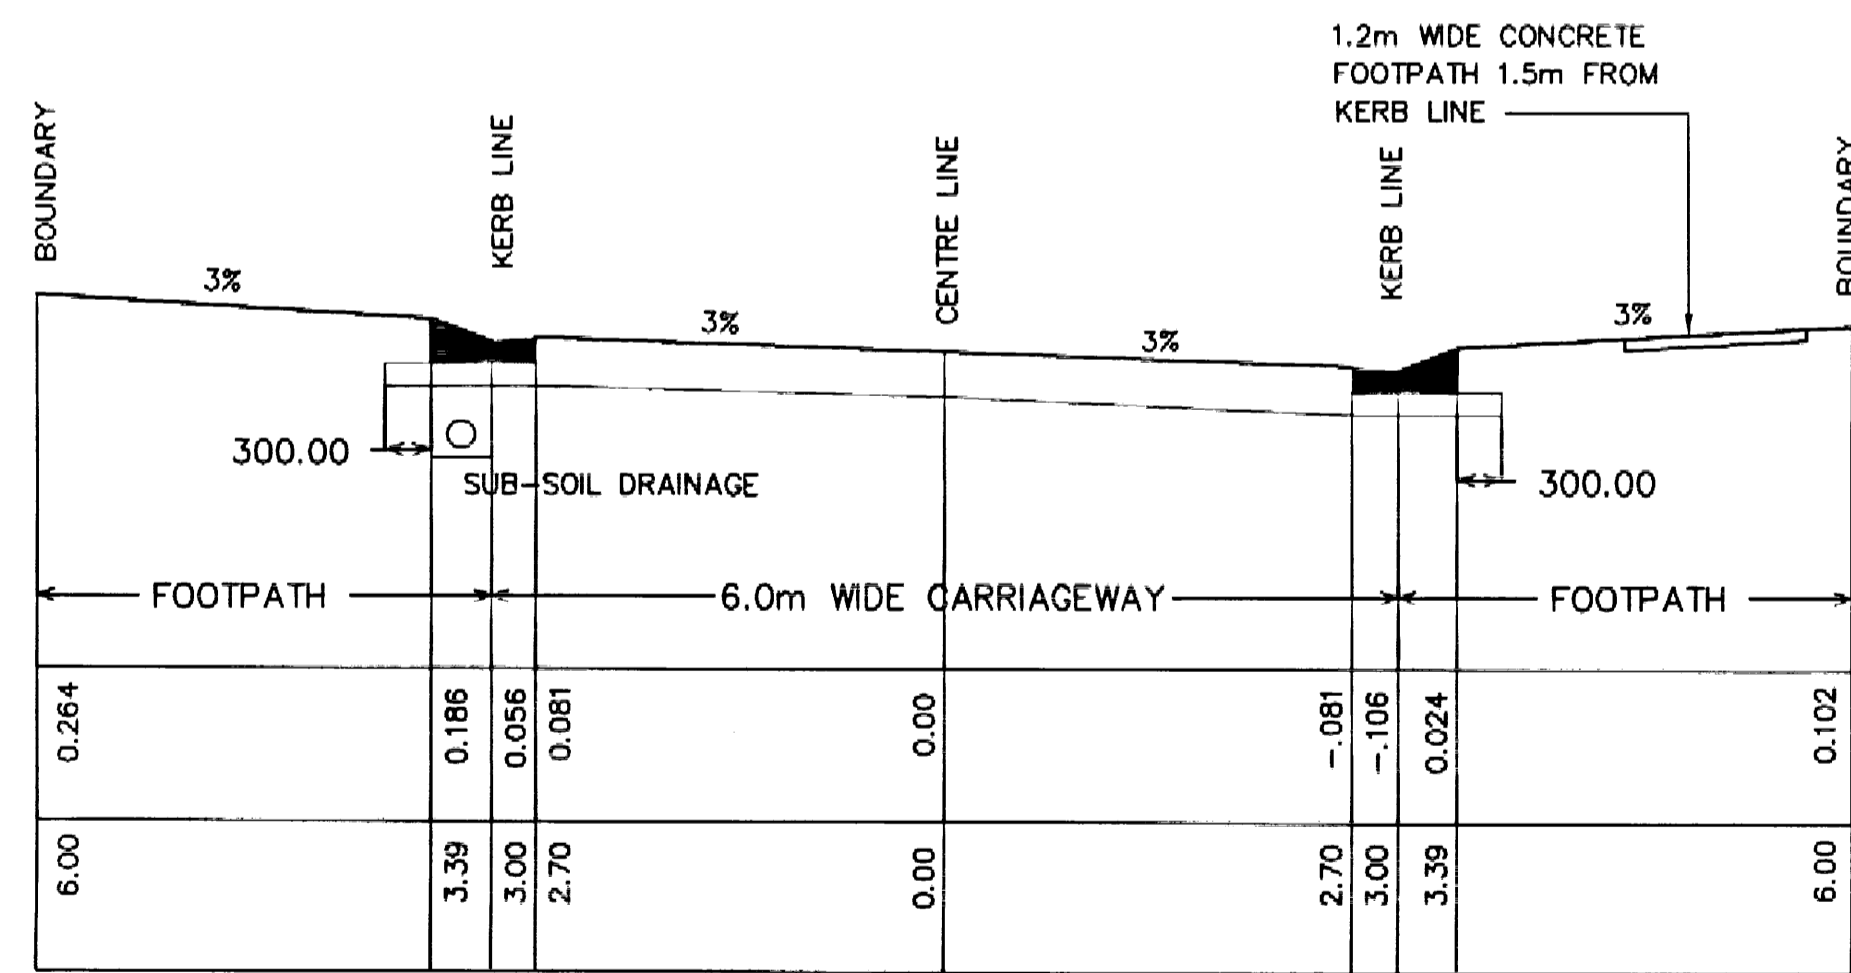 1.2m WIDE CONCRETE
FOOTPATH 1.5m FROM
KERB LINE
BOUNDARY
KERB LINE
CENTRE LINE
KERB LINE
BOUNDARY
3%
3%
3%
3%
300.00
SUB-SOIL DRAINAGE
300.00
FOOTPATH
6.0m WIDE CARRIAGEWAY
FOOTPATH
0.264
0.186
0.056
0.081
0.00
-.081
-.106
0.024
0.102
6.00
3.39
3.00
2.70
0.00
2.70
3.00
3.39
6.00